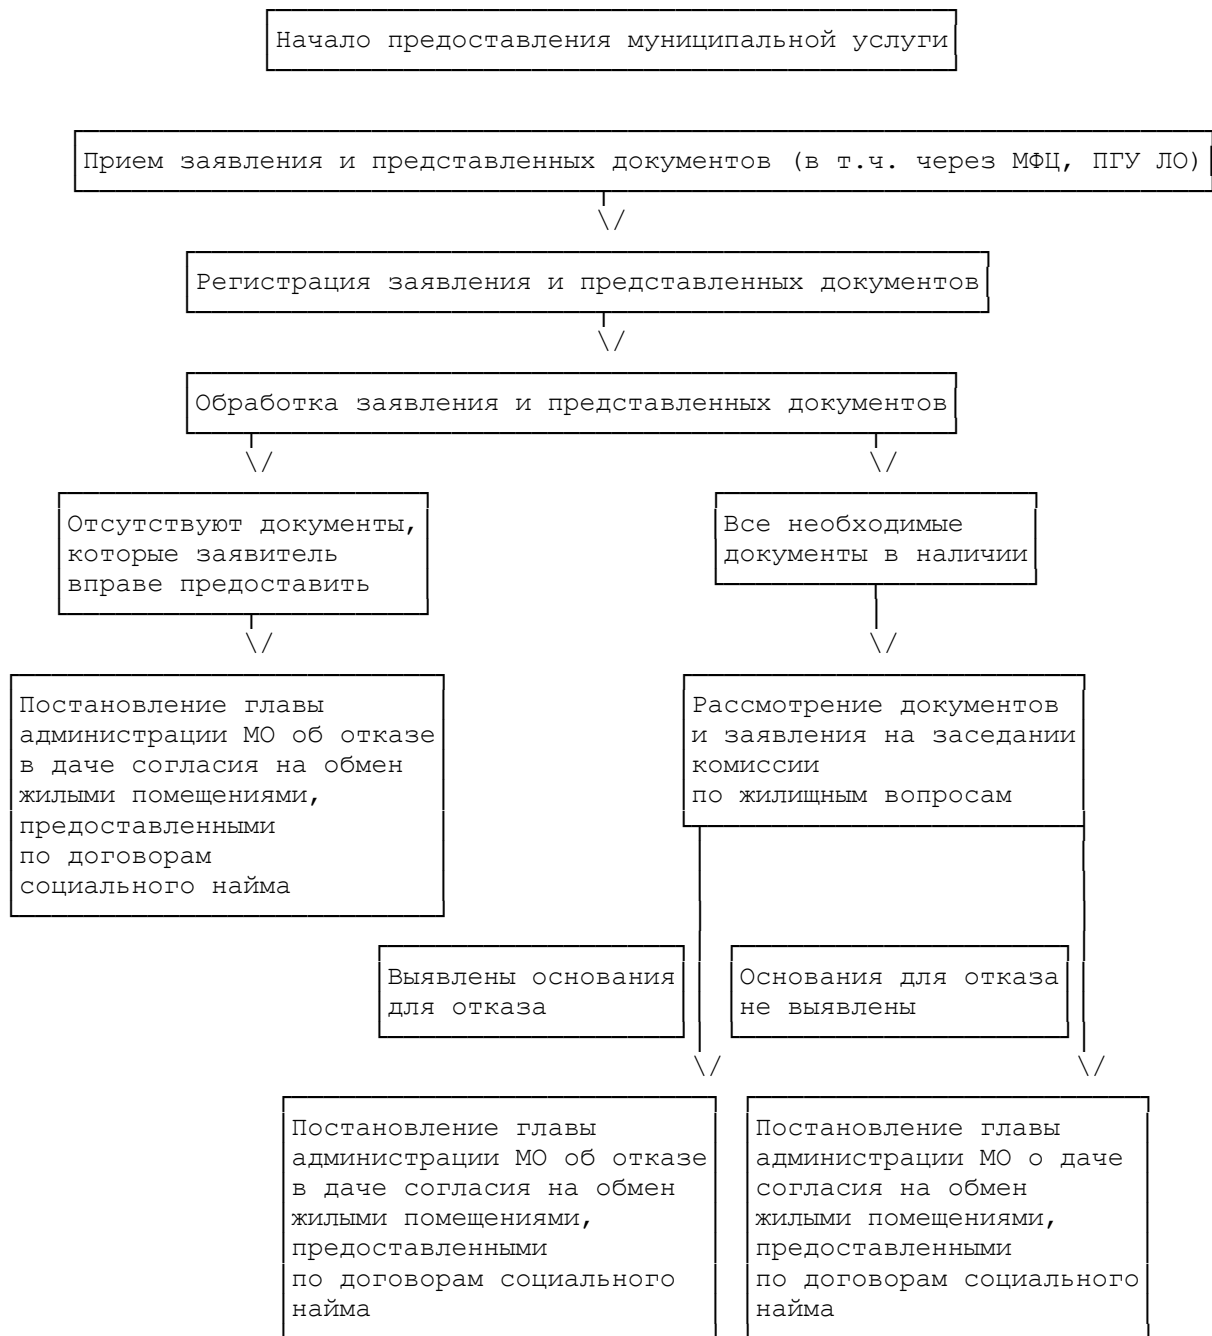 Начало предоставления муниципальной услуги
Прием заявления и представленных документов (в т.ч. через МФЦ, ПГУ ЛО)
Регистрация заявления и представленных документов
Обработка заявления и представленных документов
Отсутствуют документы,
которые заявитель
вправе предоставить
Все необходимые
документы в наличии
Постановление главы
администрации МО об отказе
в даче согласия на обмен
жилыми помещениями,
предоставленными
по договорам
социального найма
Рассмотрение документов
и заявления на заседании
комиссии
по жилищным вопросам
Выявлены основания
для отказа
Основания для отказа
не выявлены
Постановление главы
администрации МО об отказе
в даче согласия на обмен
жилыми помещениями,
предоставленными
по договорам социального
найма
Постановление главы
администрации МО о даче
согласия на обмен
жилыми помещениями,
предоставленными
по договорам социального
найма